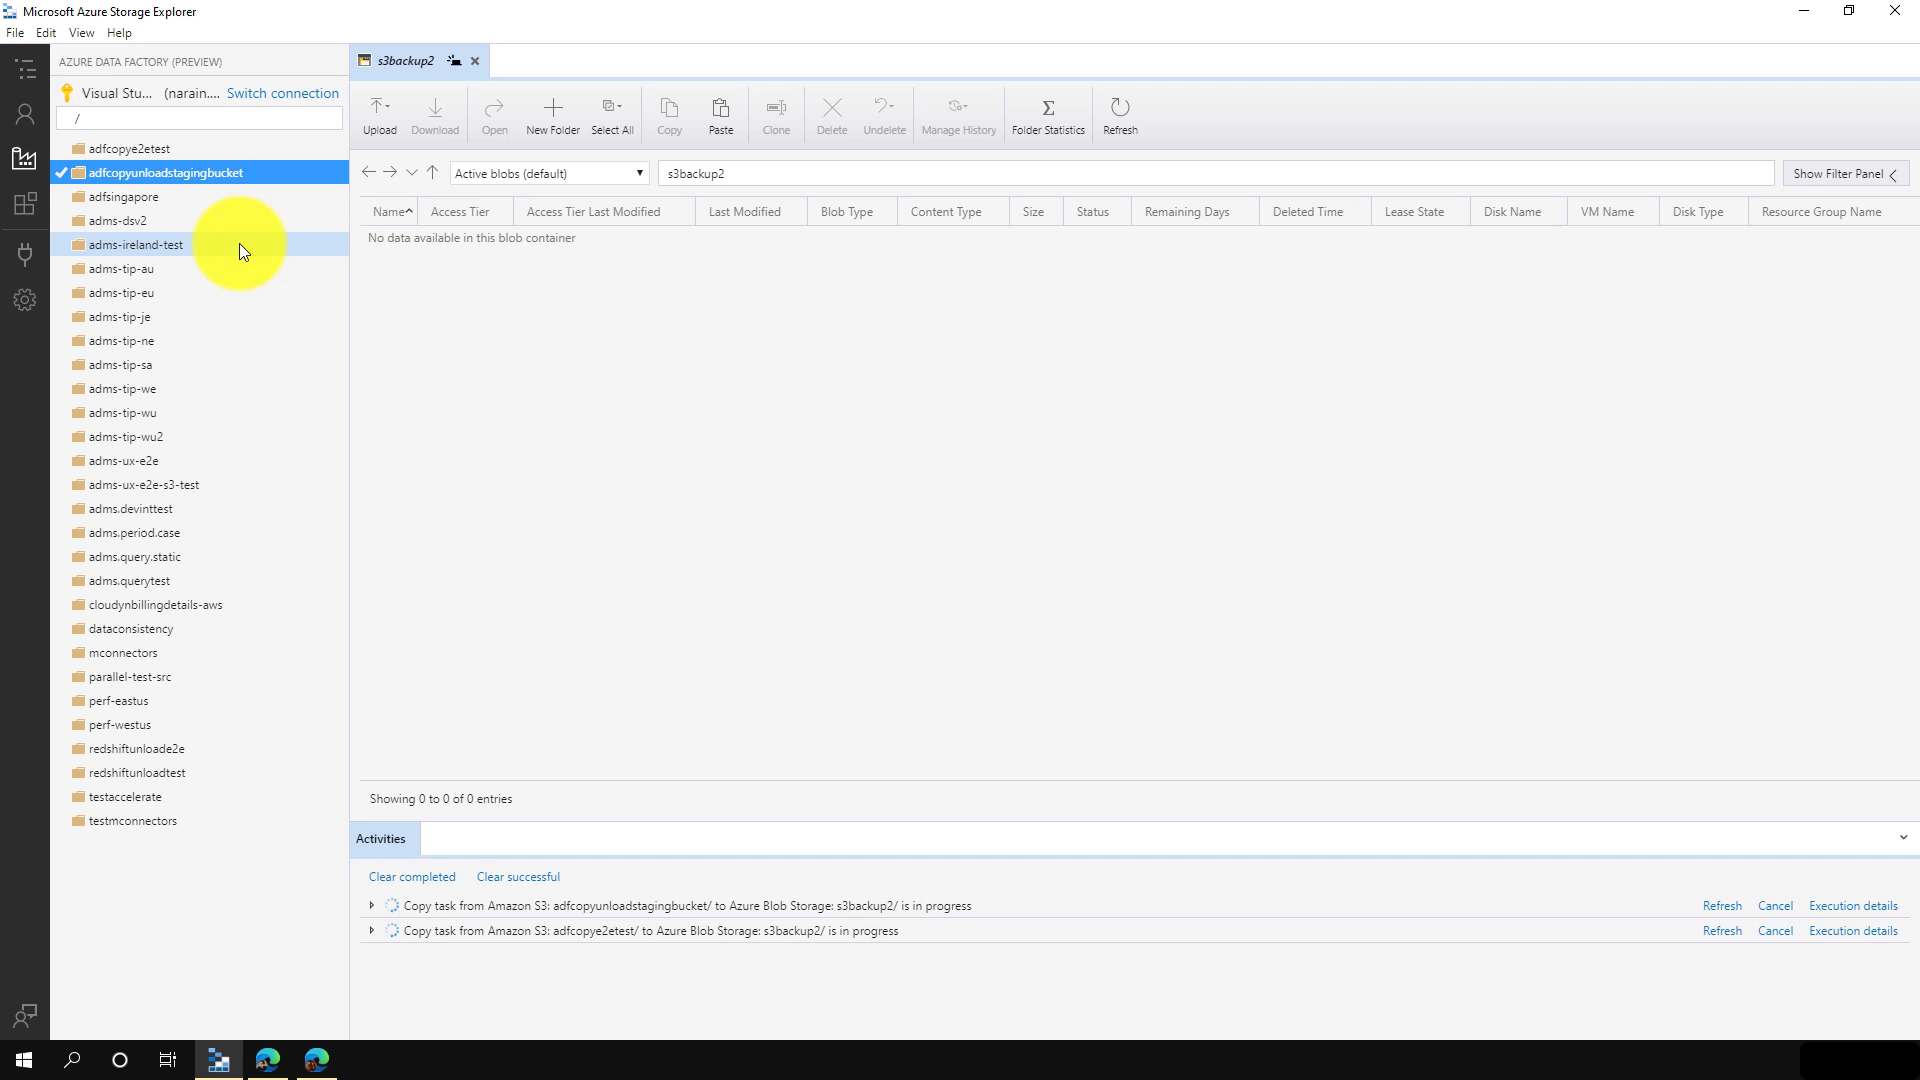 Microsoft Azure Storage Explorer
File Edit View Help
AZURE DATA FACTORY (PREVIEW)
Visual Stu... (narain.... Switch connection
/
adfcopye2etest
adfcopyunloadstagingbucket
adfsingapore
adms-dsv2
adms-ireland-test
adms-tip-au
adms-tip-eu
adms-tip-je
adms-tip-ne
adms-tip-sa
adms-tip-we
adms-tip-wu
adms-tip-wu2
adms-ux-e2e
adms-ux-e2e-s3-test
adms.devinttest
adms.period.case
adms.query.static
adms.querytest
cloudynbillingdetails-aws
dataconsistency
mconnectors
parallel-test-src
perf-eastus
perf-westus
redshiftunloade2e
redshiftunloadtest
testaccelerate
testmconnectors
s3backup2
Upload Download Open New Folder Select All Copy Paste Clone Delete Undelete Manage History Folder Statistics Refresh
Active blobs (default) s3backup2 Show Filter Panel
Name Access Tier Access Tier Last Modified Last Modified Blob Type Content Type Size Status Remaining Days Deleted Time Lease State Disk Name VM Name Disk Type Resource Group Name
No data available in this blob container
Showing 0 to 0 of 0 entries
Activities
Clear completed Clear successful
Copy task from Amazon S3: adfcopyunloadstagingbucket/ to Azure Blob Storage: s3backup2/ is in progress Refresh Cancel Execution details
Copy task from Amazon S3: adfcopye2etest/ to Azure Blob Storage: s3backup2/ is in progress Refresh Cancel Execution details